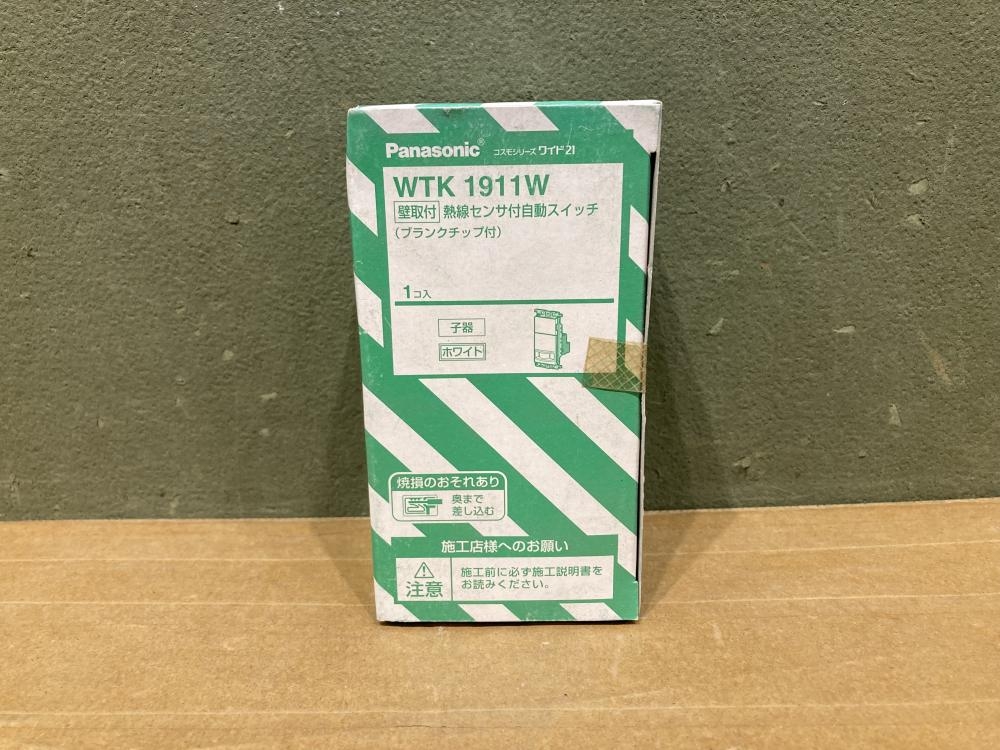 Panasonic® コスモシリーズ ワイド21
WTK 1911W
壁取付 熱線センサ付自動スイッチ
（ブランクチップ付）
1コ入
子器
ホワイト
焼損のおそれあり
奥まで
差し込む
施工店様へのお願い
注意
施工前に必ず施工説明書を
お読みください。